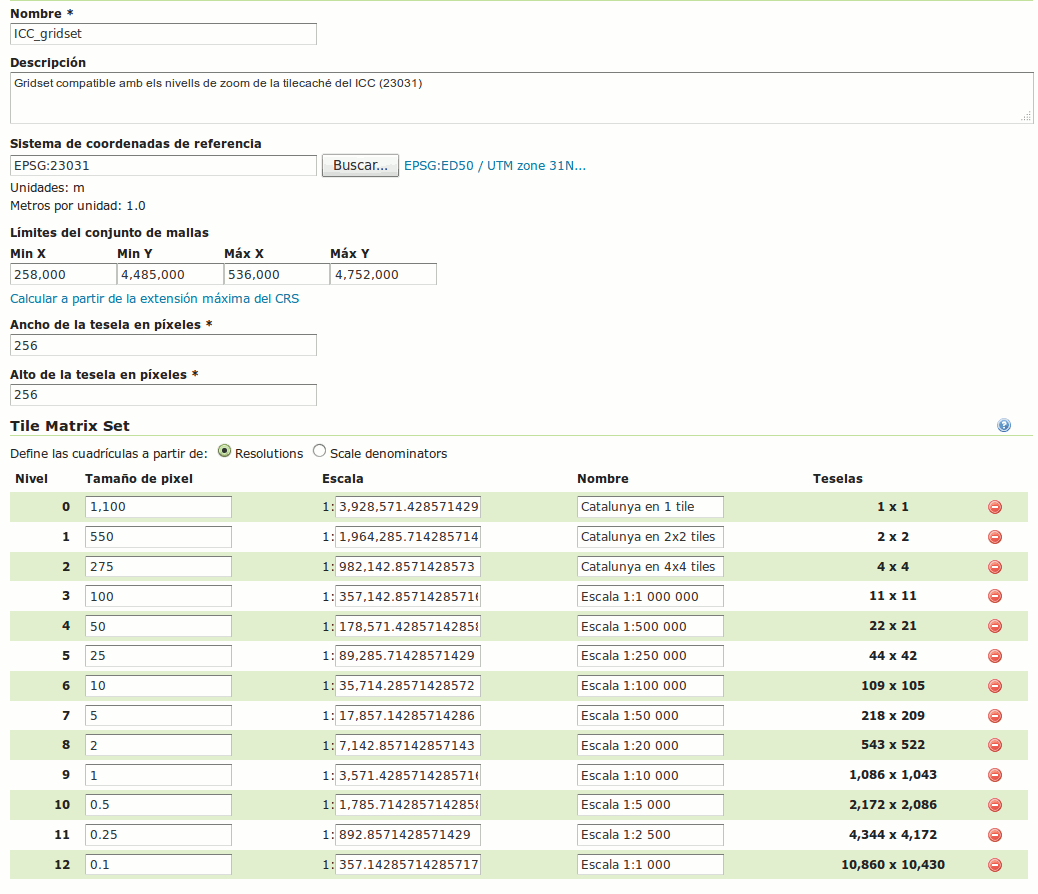 Nombre *
ICC_gridset
Descripción
Gridset compatible amb els nivells de zoom de la tilecaché del ICC (23031)
Sistema de coordenadas de referencia
EPSG:23031 Buscar... EPSG:ED50 / UTM zone 31N...
Unidades: m
Metros por unidad: 1.0
Límites del conjunto de mallas
Min X Min Y Máx X Máx Y
258,000 4,485,000 536,000 4,752,000
Calcular a partir de la extensión máxima del CRS
Ancho de la tesela en píxeles *
256
Alto de la tesela en píxeles *
256
Tile Matrix Set
Define las cuadrículas a partir de: Resolutions Scale denominators
Nivel Tamaño de pixel Escala Nombre Teselas
0 1,100 1: 3,928,571.428571429 Catalunya en 1 tile 1 x 1
1 550 1: 1,964,285.714285714 Catalunya en 2x2 tiles 2 x 2
2 275 1: 982,142.8571428573 Catalunya en 4x4 tiles 4 x 4
3 100 1: 357,142.8571428571 Escala 1:1 000 000 11 x 11
4 50 1: 178,571.4285714285 Escala 1:500 000 22 x 21
5 25 1: 89,285.71428571429 Escala 1:250 000 44 x 42
6 10 1: 35,714.28571428572 Escala 1:100 000 109 x 105
7 5 1: 17,857.14285714286 Escala 1:50 000 218 x 209
8 2 1: 7,142.857142857143 Escala 1:20 000 543 x 522
9 1 1: 3,571.428571428571 Escala 1:10 000 1,086 x 1,043
10 0.5 1: 1,785.714285714285 Escala 1:5 000 2,172 x 2,086
11 0.25 1: 892.8571428571429 Escala 1:2 500 4,344 x 4,172
12 0.1 1: 357.14285714285717 Escala 1:1 000 10,860 x 10,430